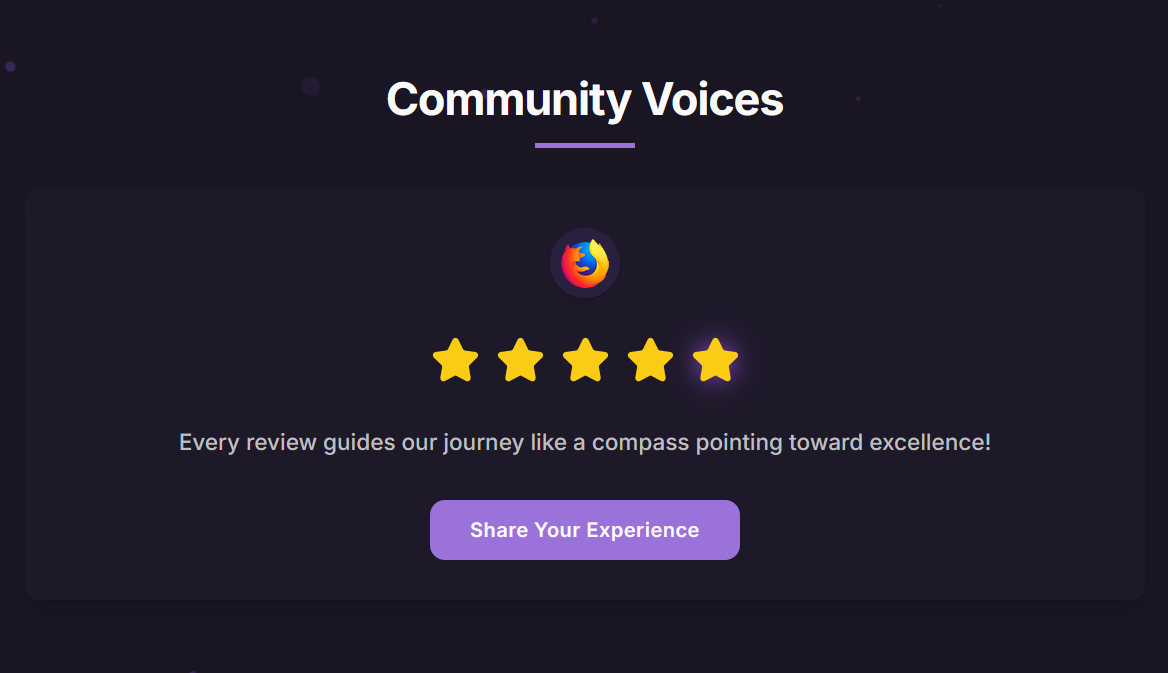 Community Voices
Every review guides our journey like a compass pointing toward excellence!
Share Your Experience